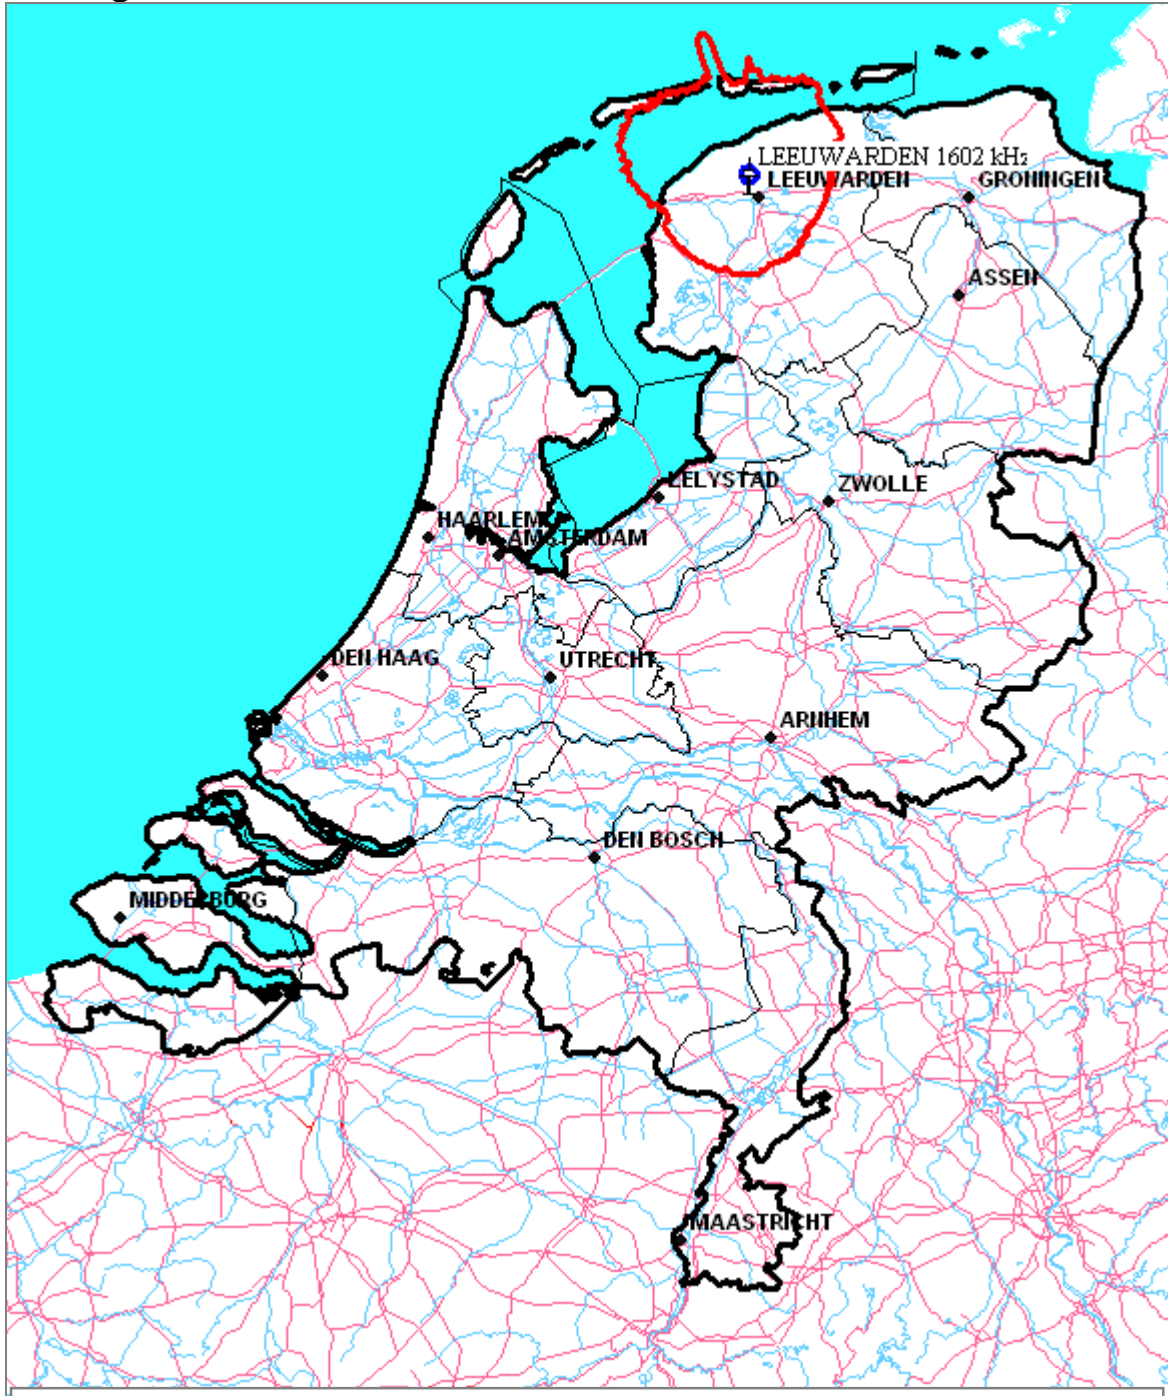 LEEUWARDEN 1602 kHz
LEEUWARDEN
GRONINGEN
ASSEN
LELYSTAD
ZWOLLE
HAARLEM
AMSTERDAM
DEN HAAG
UTRECHT
ARNHEM
DEN BOSCH
MIDDELBURG
MAASTRICHT